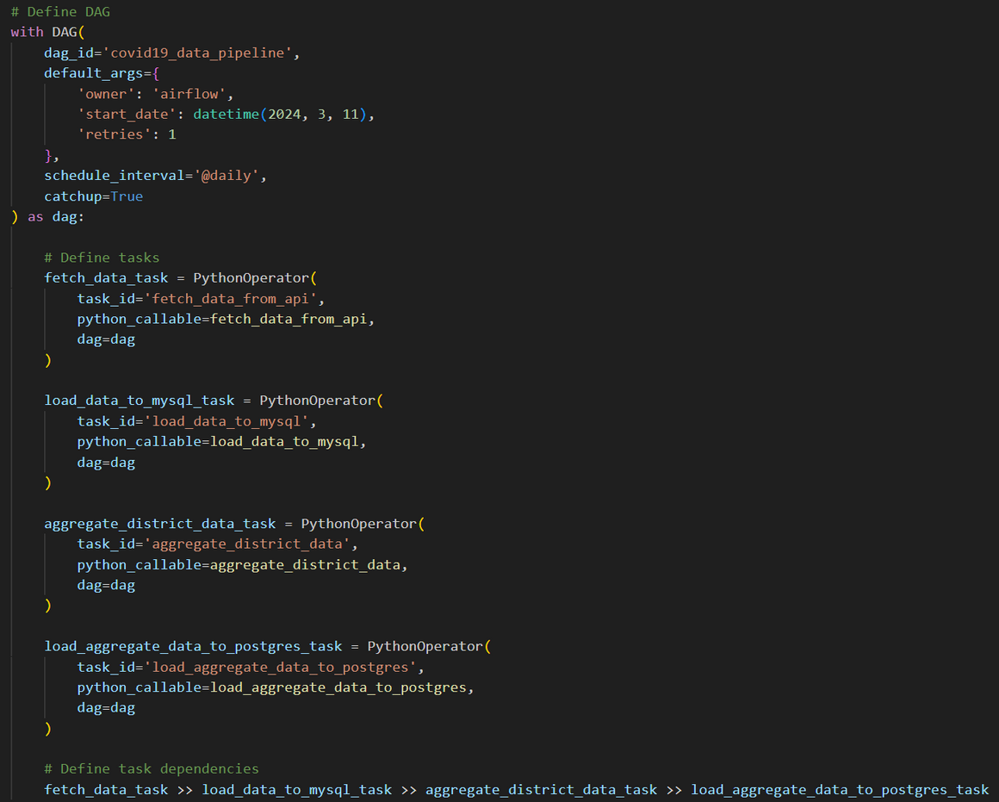 # Define DAG
with DAG(
    dag_id='covid19_data_pipeline',
    default_args={
        'owner': 'airflow',
        'start_date': datetime(2024, 3, 11),
        'retries': 1
    },
    schedule_interval='@daily',
    catchup=True
) as dag:

    # Define tasks
    fetch_data_task = PythonOperator(
        task_id='fetch_data_from_api',
        python_callable=fetch_data_from_api,
        dag=dag
    )

    load_data_to_mysql_task = PythonOperator(
        task_id='load_data_to_mysql',
        python_callable=load_data_to_mysql,
        dag=dag
    )

    aggregate_district_data_task = PythonOperator(
        task_id='aggregate_district_data',
        python_callable=aggregate_district_data,
        dag=dag
    )

    load_aggregate_data_to_postgres_task = PythonOperator(
        task_id='load_aggregate_data_to_postgres',
        python_callable=load_aggregate_data_to_postgres,
        dag=dag
    )

    # Define task dependencies
    fetch_data_task >> load_data_to_mysql_task >> aggregate_district_data_task >> load_aggregate_data_to_postgres_task